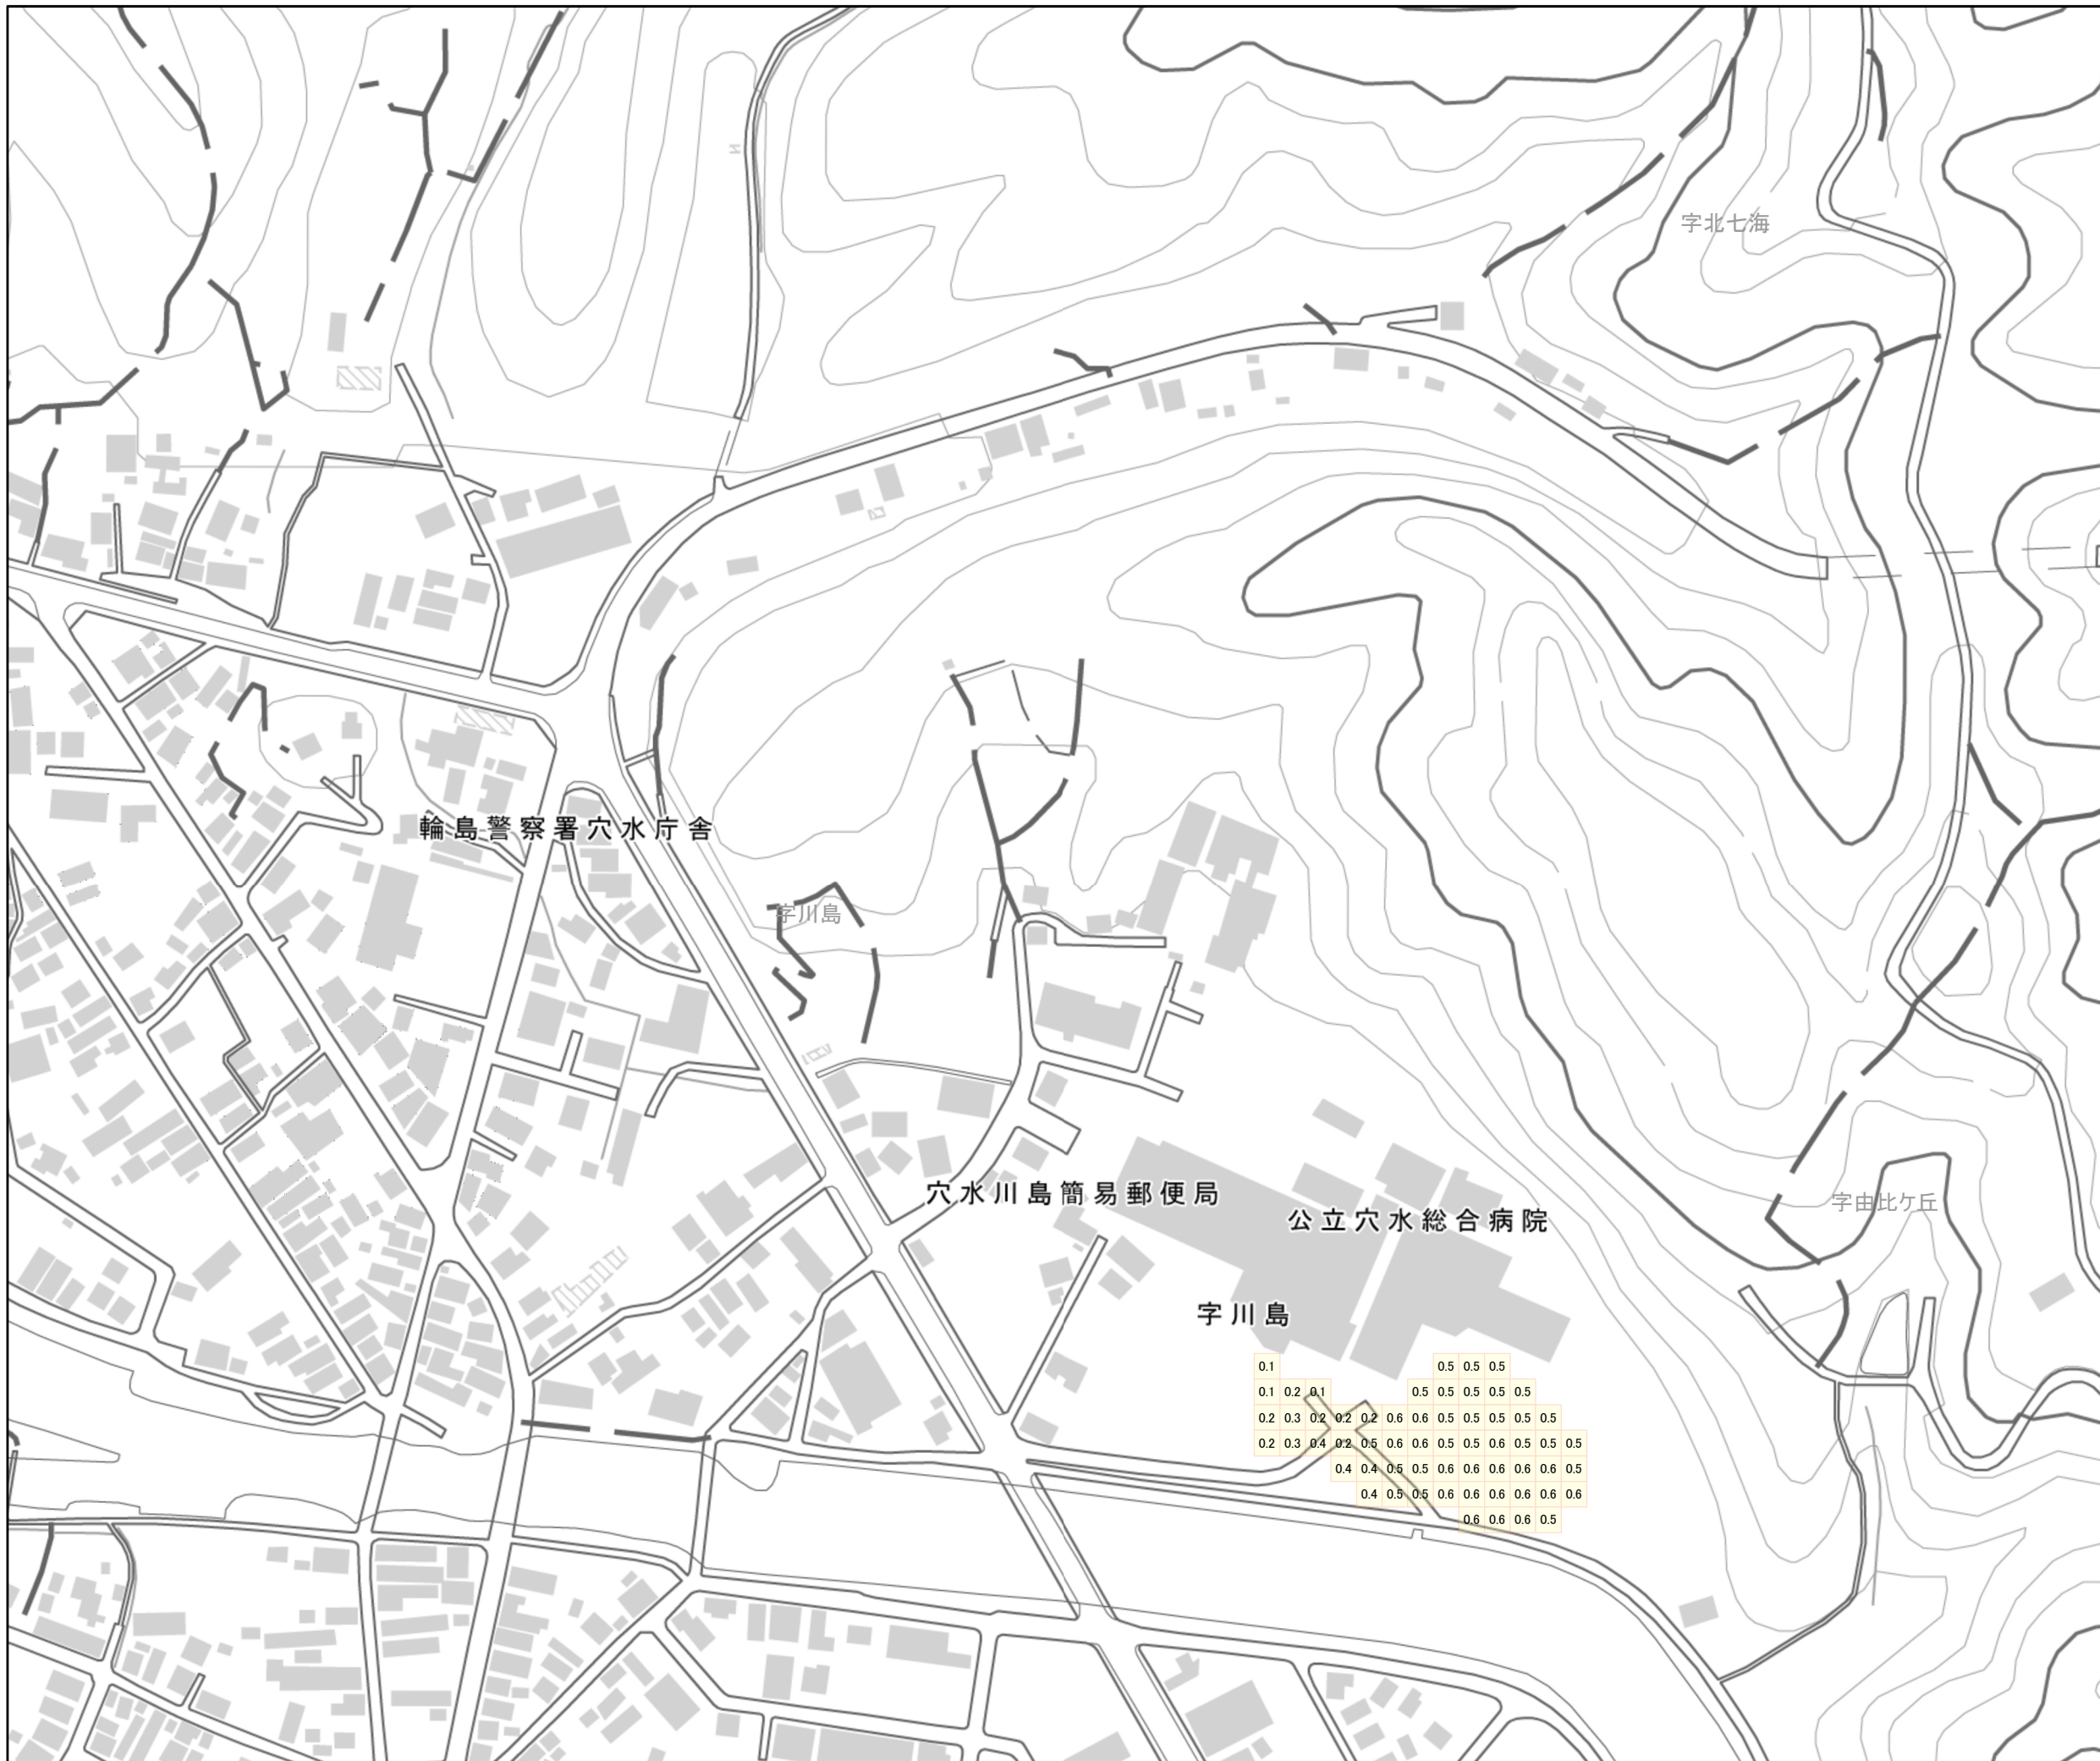 字北七海
輪島警察署穴水庁舎
字川島
穴水川島簡易郵便局
字由比ケ丘
公立穴水総合病院
字川島
0.1 0.5 0.5 0.5
0.1 0.2 0.1 0.5 0.5 0.5 0.5 0.5
0.2 0.3 0.2 0.2 0.2 0.6 0.6 0.5 0.5 0.5 0.5 0.5
0.2 0.3 0.4 0.2 0.5 0.6 0.6 0.5 0.5 0.6 0.5 0.5 0.5
0.4 0.4 0.5 0.5 0.6 0.6 0.6 0.6 0.6 0.5
0.4 0.5 0.5 0.6 0.6 0.6 0.6 0.6 0.6
0.6 0.6 0.6 0.5